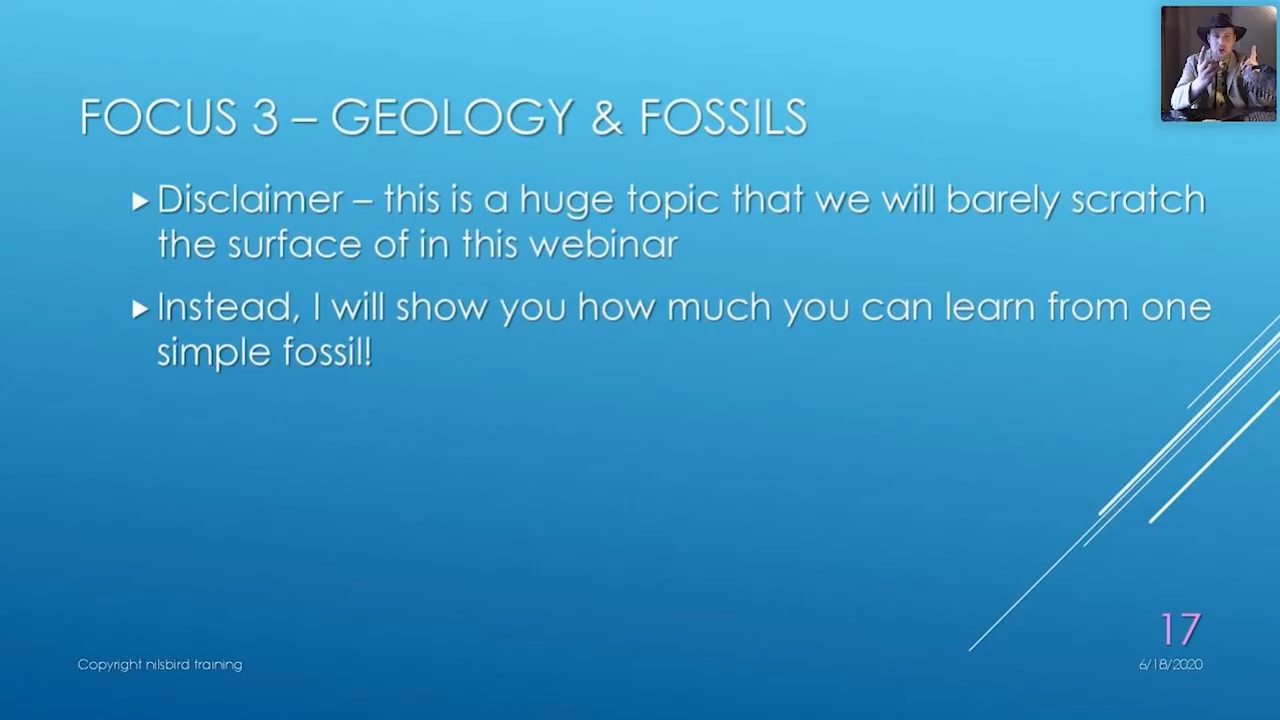 FOCUS 3 – GEOLOGY & FOSSILS
Disclaimer – this is a huge topic that we will barely scratch
the surface of in this webinar
Instead, I will show you how much you can learn from one
simple fossil!
17
Copyright nilsbird training
6/18/2020